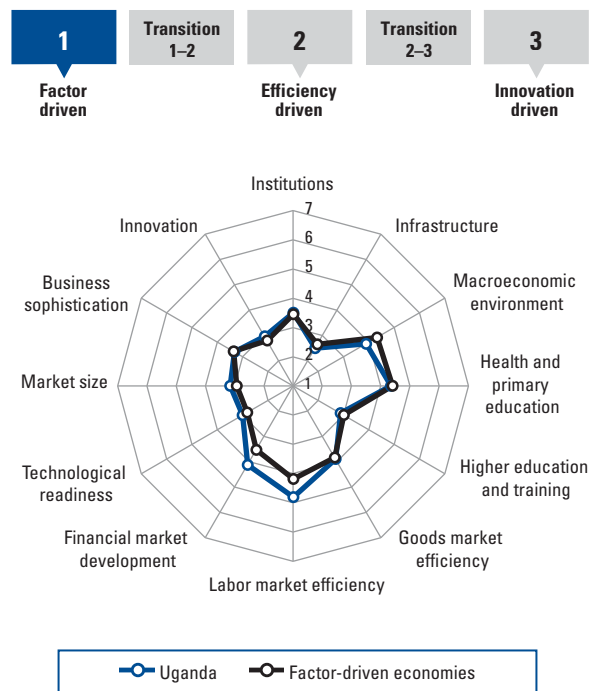 1
Transition
1–2
2
Transition
2–3
3
Factor
driven
Efficiency
driven
Innovation
driven
Institutions
Infrastructure
Macroeconomic
environment
Health and
primary
education
Higher education
and training
Goods market
efficiency
Labor market efficiency
Financial market
development
Technological
readiness
Market size
Business
sophistication
Innovation
7
6
5
4
3
2
1
Uganda
Factor-driven economies